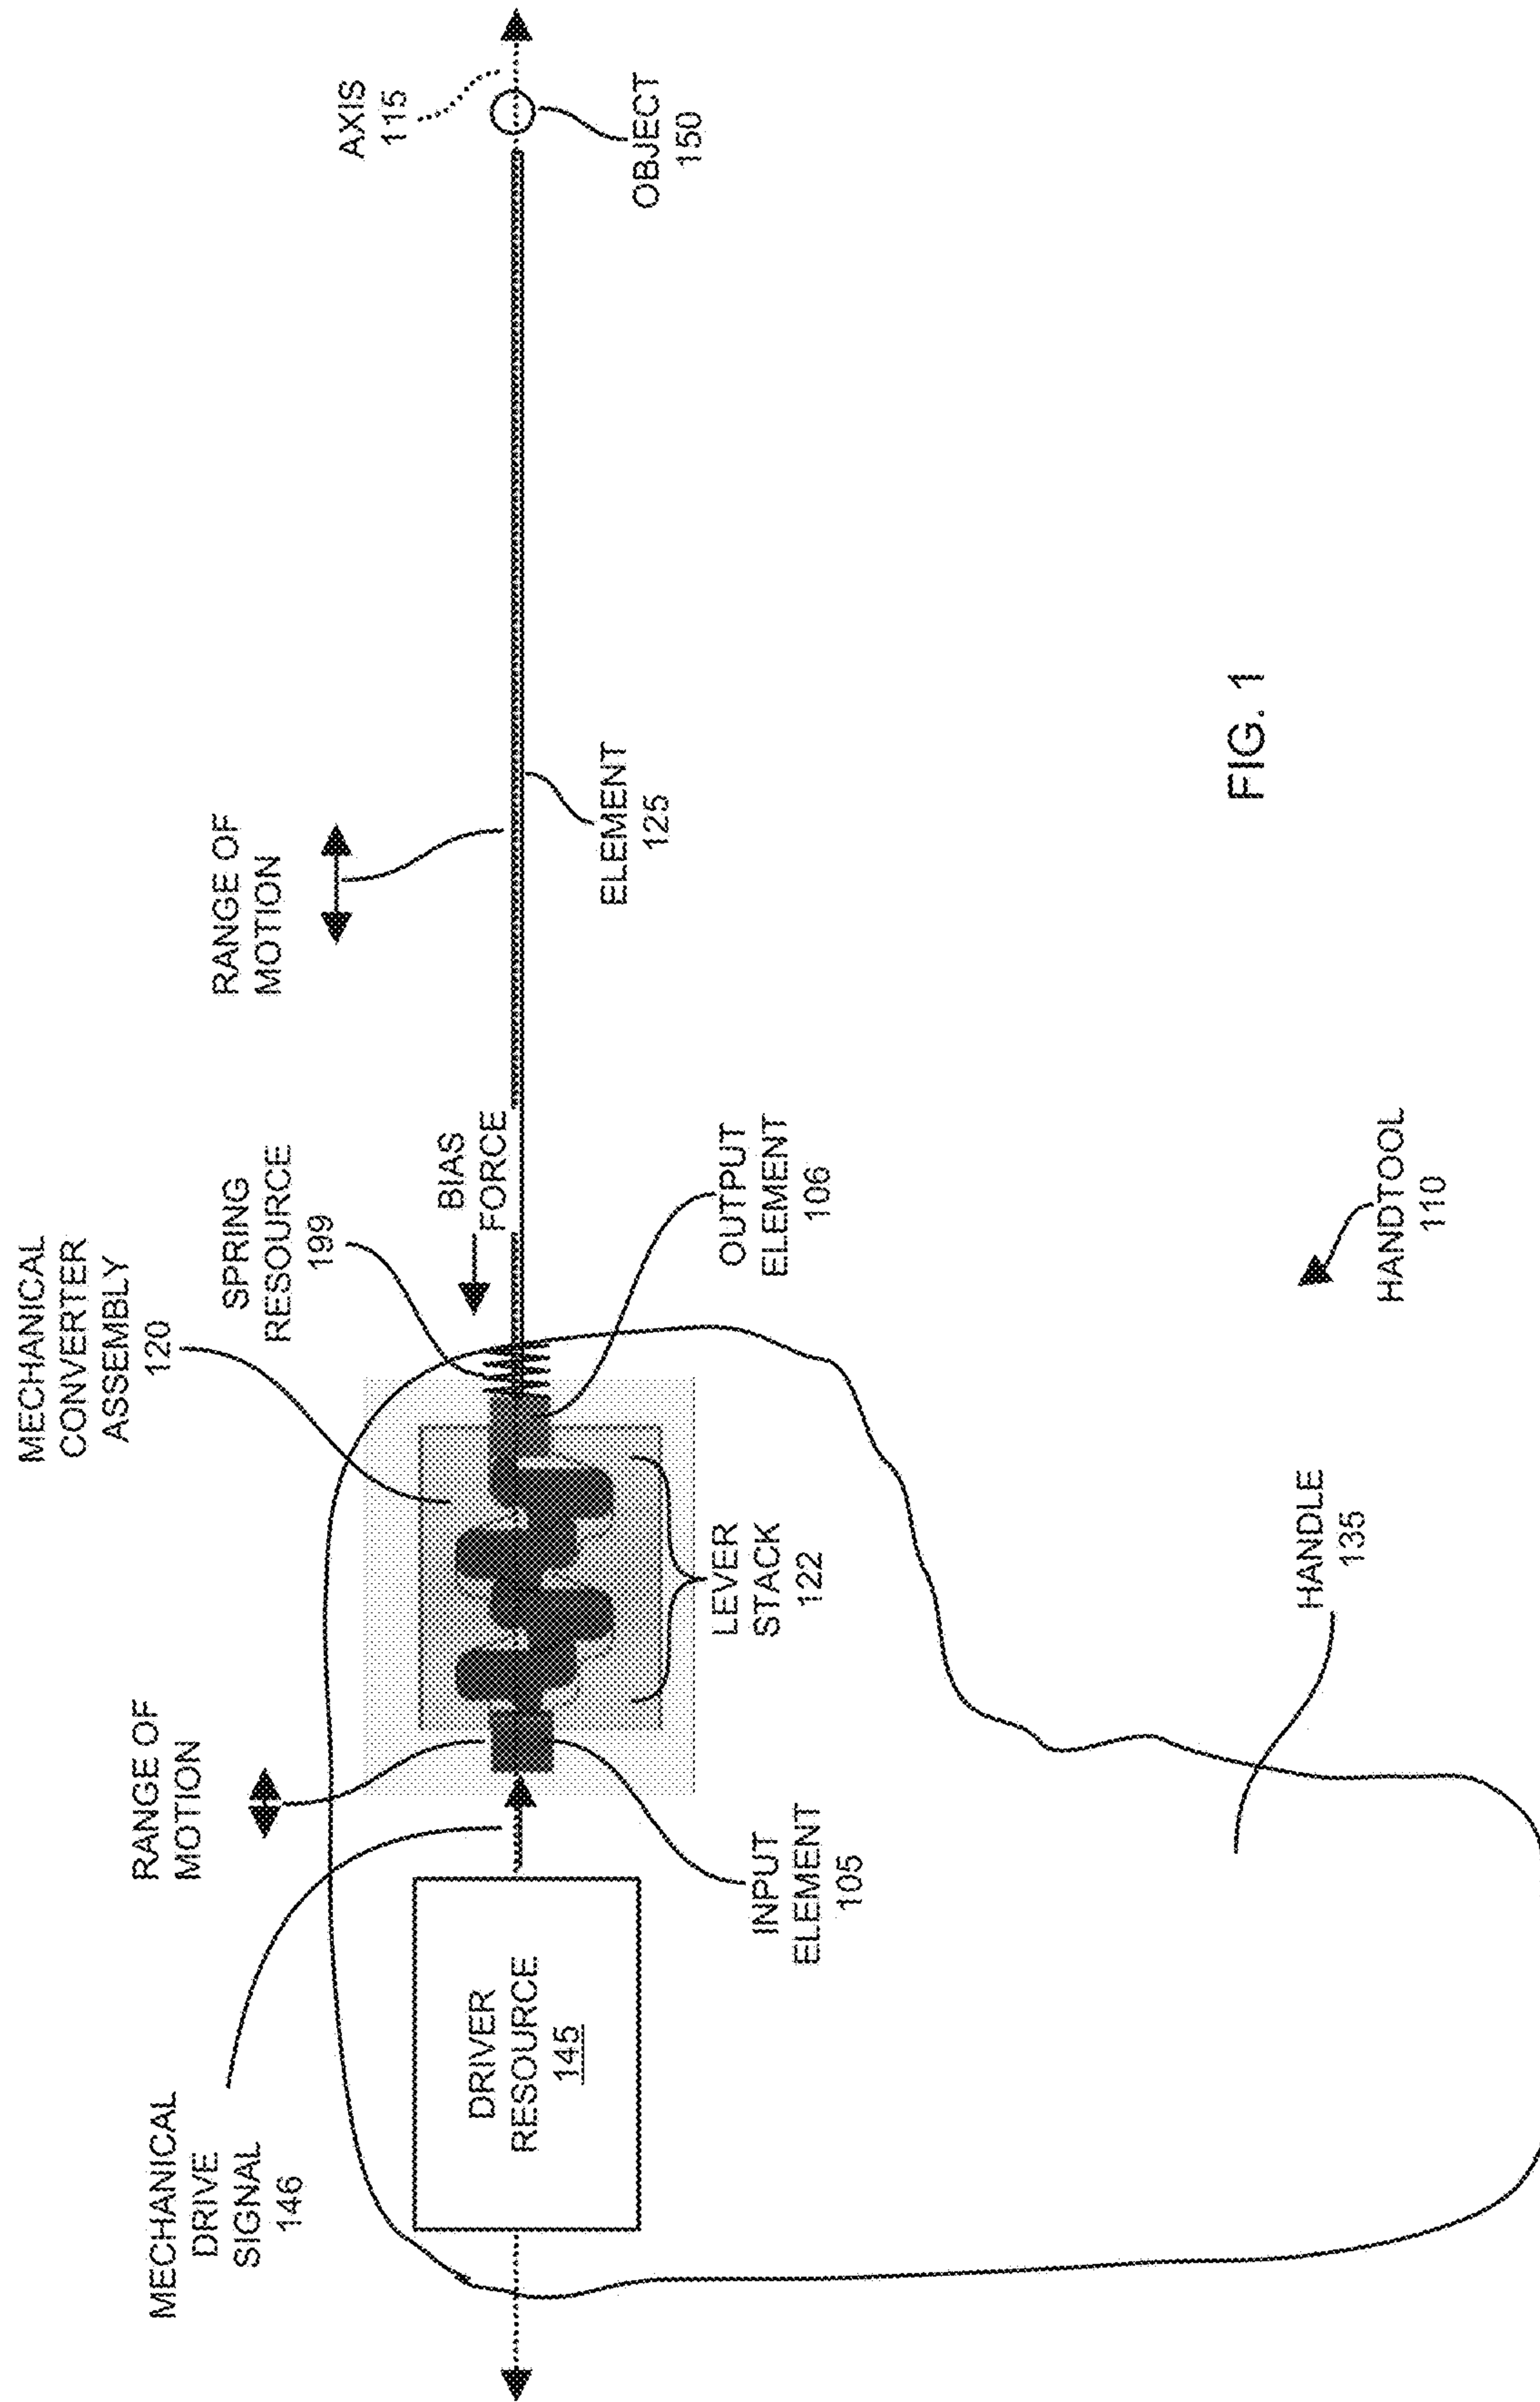 MECHANICAL
DRIVE
SIGNAL
146
RANGE OF
MOTION
MECHANICAL
CONVERTER
ASSEMBLY
120
SPRING
RESOURCE
199
BIAS
FORCE
RANGE OF
MOTION
AXIS
115
DRIVER
RESOURCE
145
INPUT
ELEMENT
105
LEVER
STACK
122
OUTPUT
ELEMENT
106
ELEMENT
125
OBJECT
150
HANDLE
135
HANDTOOL
110
FIG. 1